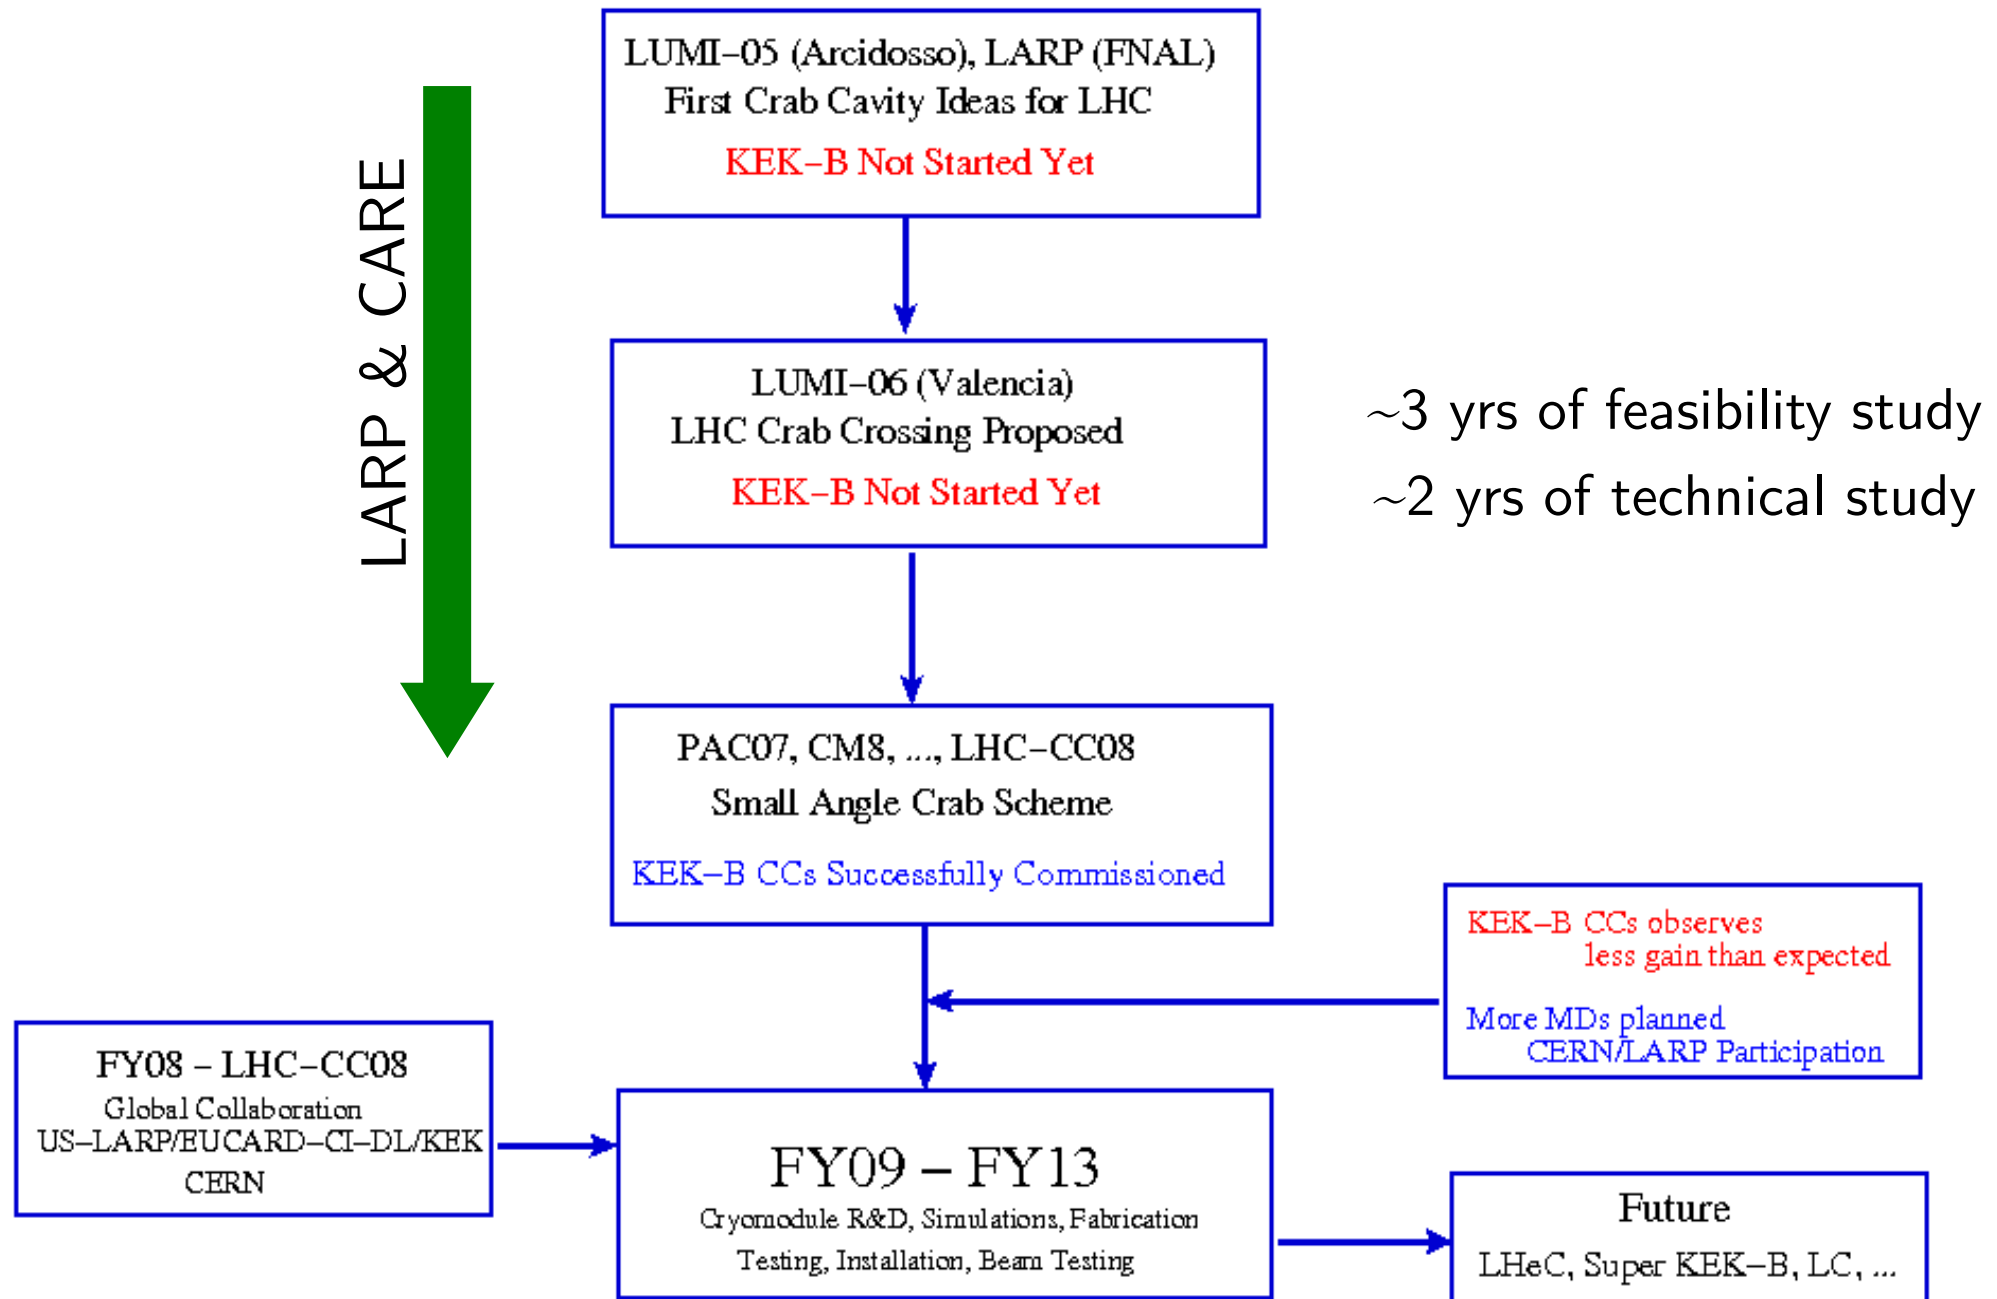 LUMI–05 (Arcidosso), LARP (FNAL)
First Crab Cavity Ideas for LHC
KEK–B Not Started Yet
LARP & CARE
LUMI–06 (Valencia)
LHC Crab Crossing Proposed
KEK–B Not Started Yet
~3 yrs of feasibility study
~2 yrs of technical study
PAC07, CM8, ..., LHC–CC08
Small Angle Crab Scheme
KEK–B CCs Successfully Commissioned
KEK–B CCs observes
less gain than expected
More MDs planned
CERN/LARP Participation
FY08 – LHC–CC08
Global Collaboration
US–LARP/EUCARD–CI–DL/KEK
CERN
FY09 – FY13
Cryomodule R&D, Simulations, Fabrication
Testing, Installation, Beam Testing
Future
LHeC, Super KEK–B, LC, ...